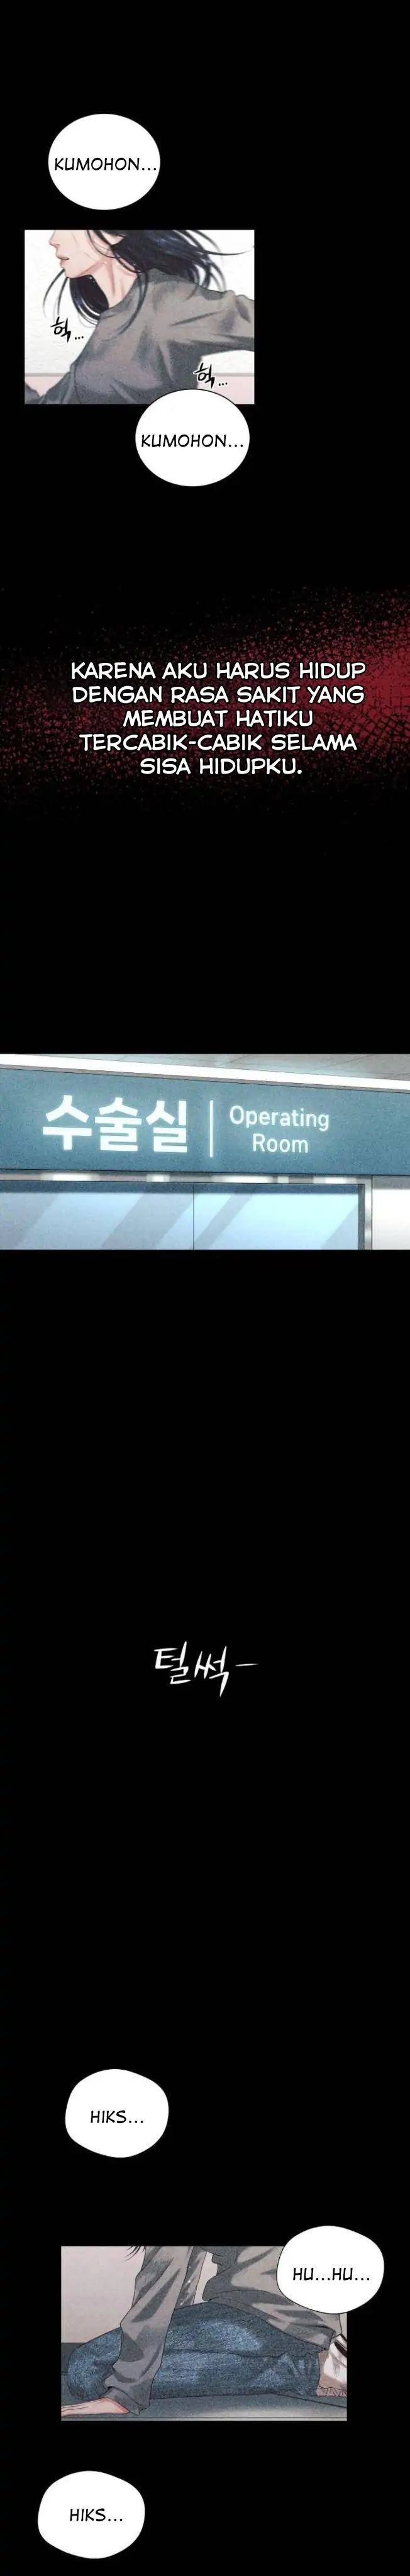 KUMOHON...
헉...
헉...
KUMOHON...
KARENA AKU HARUS HIDUP
DENGAN RASA SAKIT YANG
MEMBUAT HATIKU
TERCABIK-CABIK SELAMA
SISA HIDUPKU.
수술실 | Operating
Room
털썩-
HIKS...
HU...HU...
HIKS...